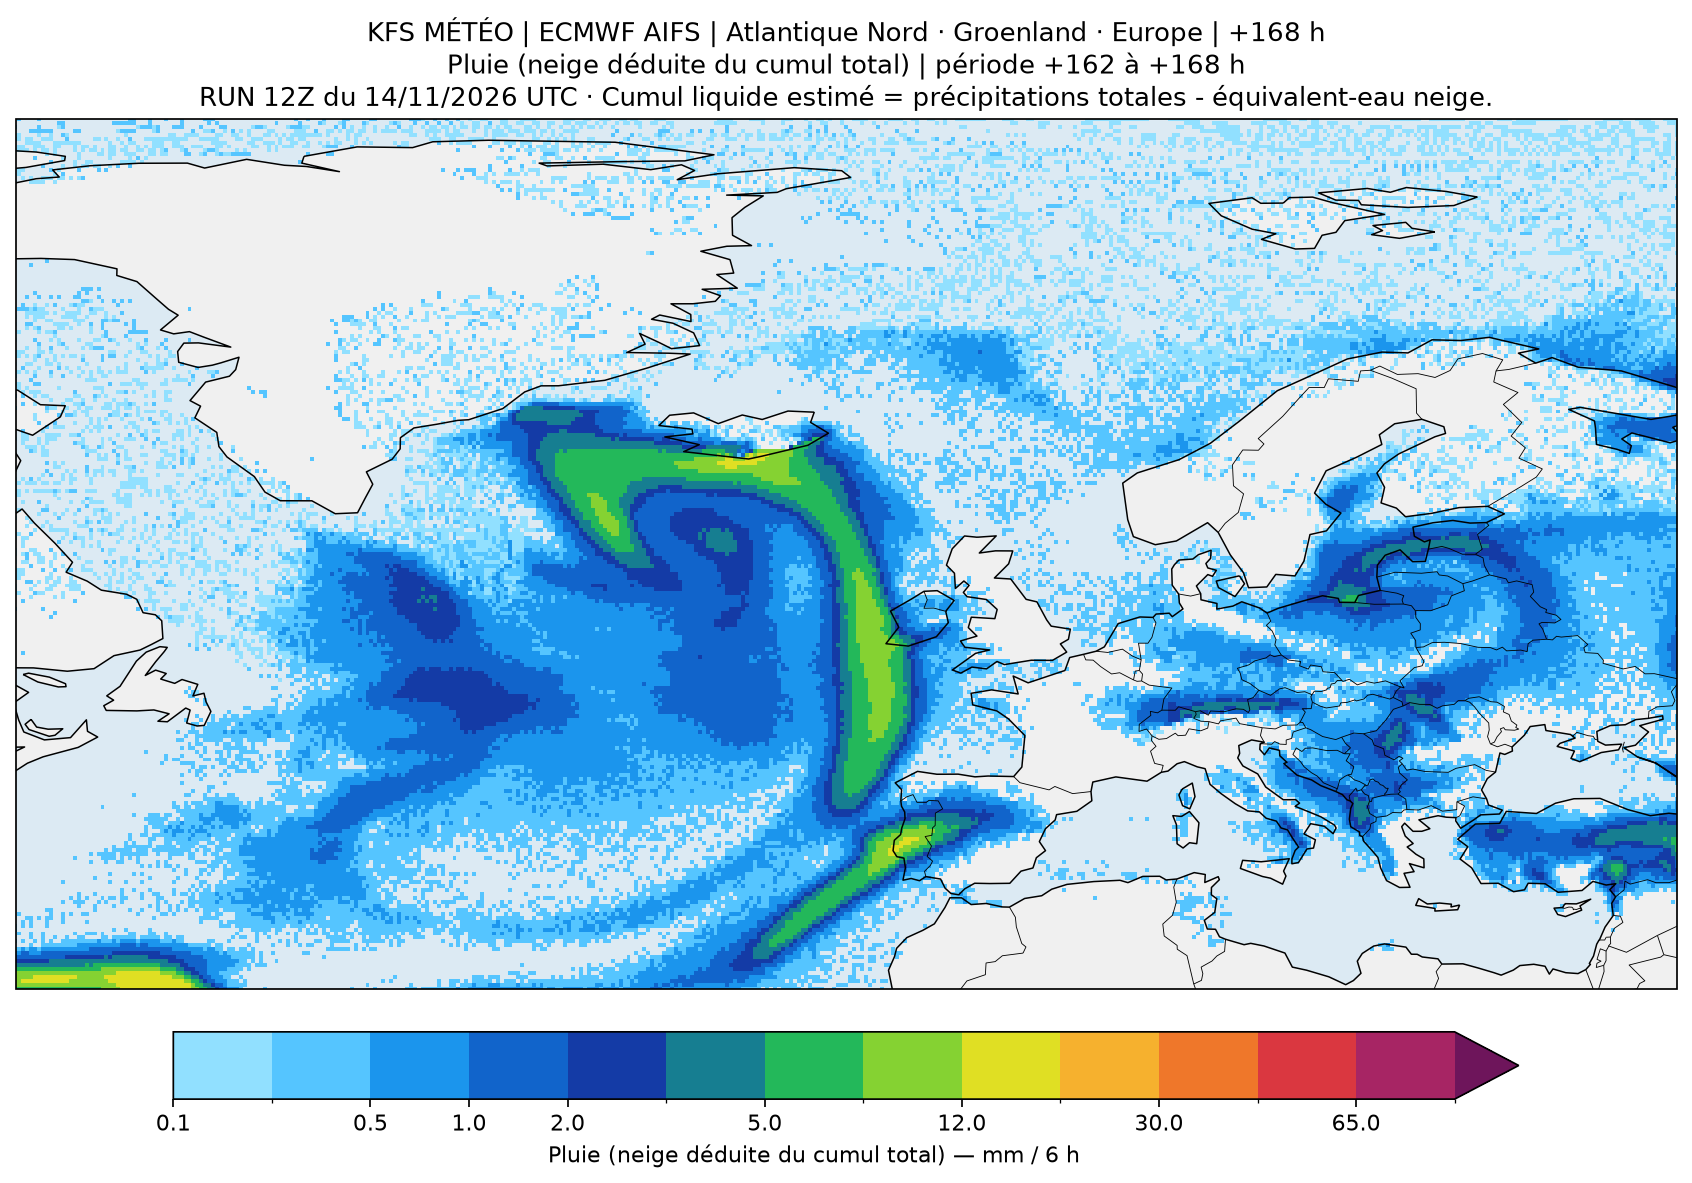 KFS MÉTÉO | ECMWF AIFS | Atlantique Nord · Groenland · Europe | +168 h
Pluie (neige déduite du cumul total) | période +162 à +168 h
RUN 12Z du 14/11/2026 UTC · Cumul liquide estimé = précipitations totales - équivalent-eau neige.
0.1 0.5 1.0 2.0 5.0 12.0 30.0 65.0
Pluie (neige déduite du cumul total) — mm / 6 h